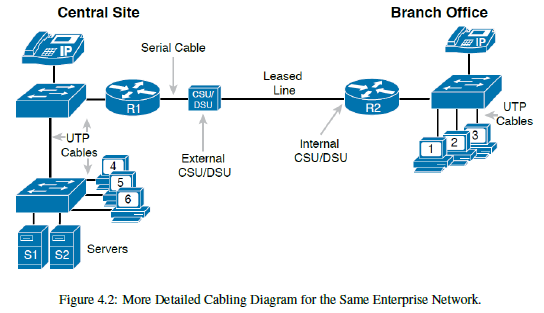 Central Site
Branch Office
IP
IP
Serial Cable
Leased
Line
R1
CSU/
DSU
R2
UTP
Cables
UTP
Cables
External
CSU/DSU
Internal
CSU/DSU
1
2
3
4
5
6
S1
S2
Servers
Figure 4.2: More Detailed Cabling Diagram for the Same Enterprise Network.